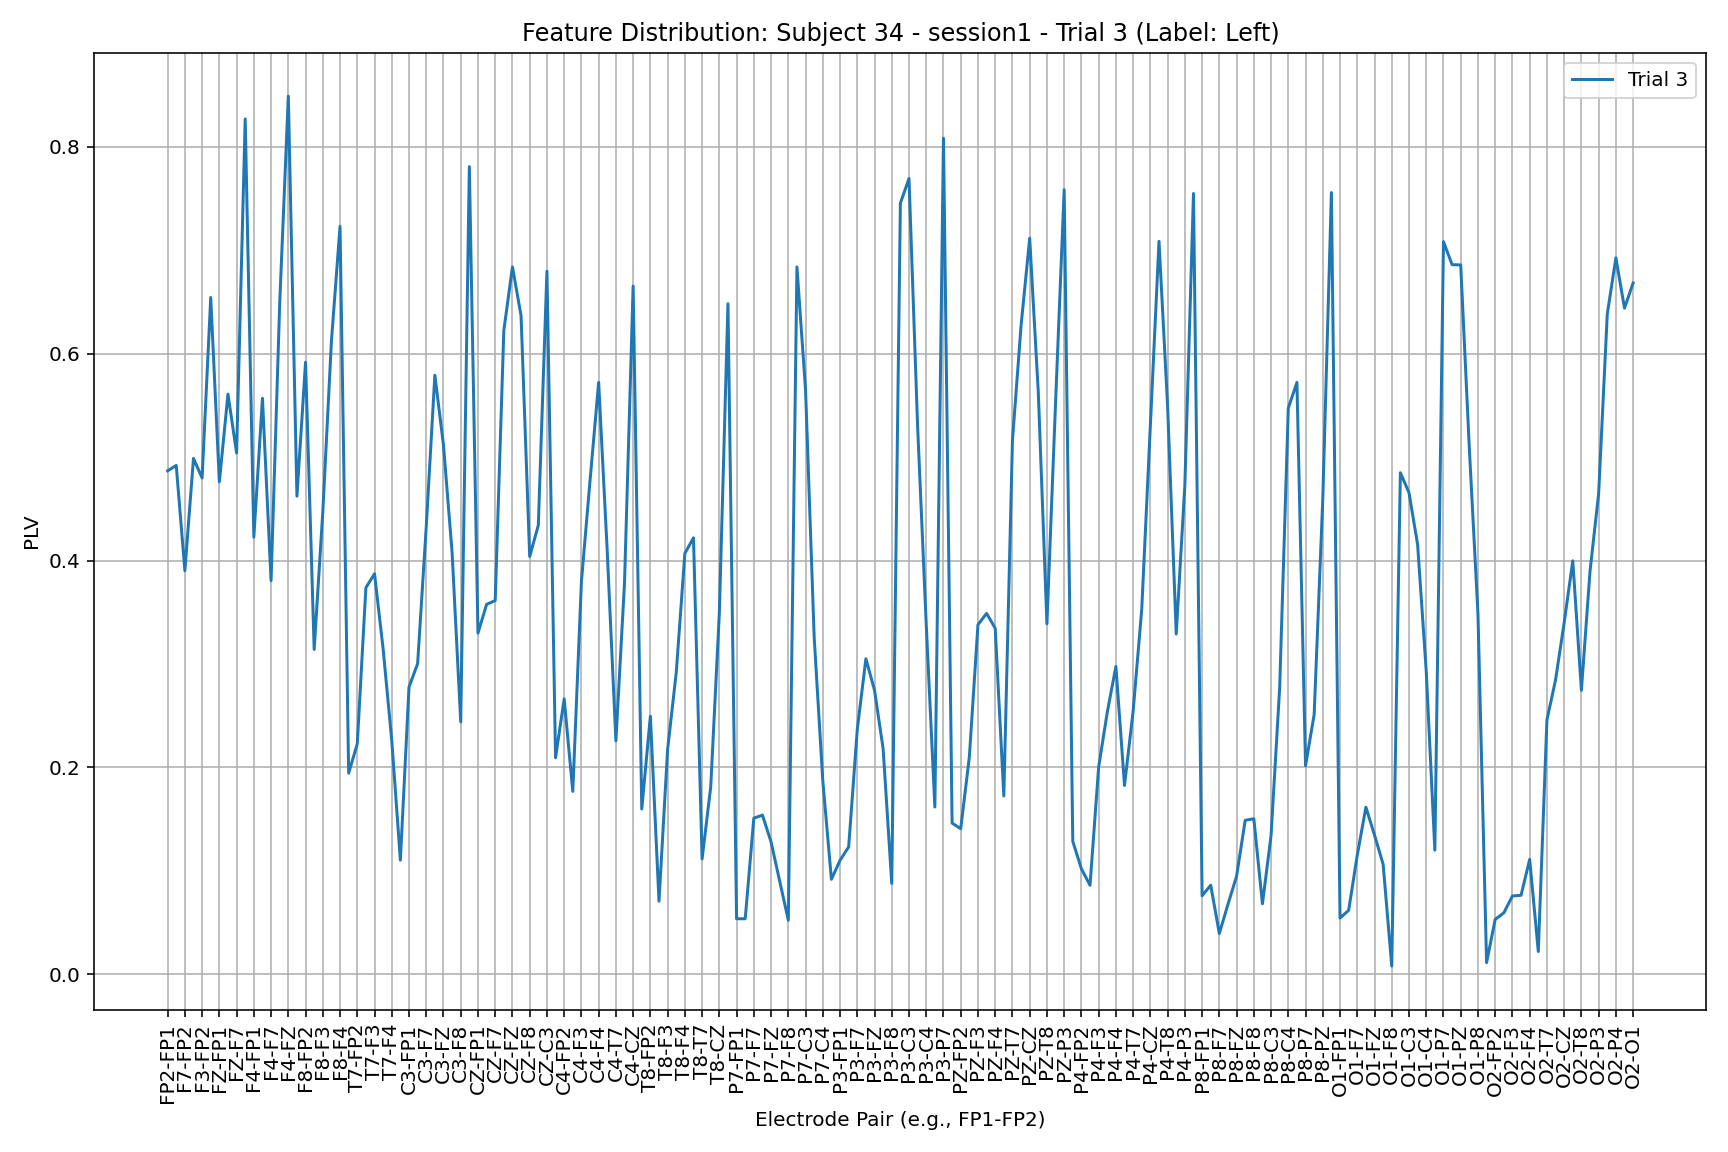 Feature Distribution: Subject 34 - session1 - Trial 3 (Label: Left)
Trial 3
PLV
0.8
0.6
0.4
0.2
0.0
FP2-FP1
F7-FP2
F3-FP2
FZ-FP1
FZ-F7
F4-FP1
F4-F7
F4-FZ
F8-FP2
F8-F3
F8-F4
T7-FP2
T7-F3
T7-F4
C3-FP1
C3-F7
C3-FZ
C3-F8
CZ-FP1
CZ-F7
CZ-FZ
CZ-F8
CZ-C3
C4-FP2
C4-F3
C4-F4
C4-T7
C4-CZ
T8-FP2
T8-F3
T8-F4
T8-T7
T8-CZ
P7-FP1
P7-F7
P7-FZ
P7-F8
P7-C3
P7-C4
P3-FP1
P3-F7
P3-FZ
P3-F8
P3-C3
P3-C4
P3-P7
PZ-FP2
PZ-F3
PZ-F4
PZ-T7
PZ-CZ
PZ-T8
PZ-P3
P4-FP2
P4-F3
P4-F4
P4-T7
P4-CZ
P4-T8
P4-P3
P8-FP1
P8-F7
P8-FZ
P8-F8
P8-C3
P8-C4
P8-P7
P8-PZ
O1-FP1
O1-F7
O1-FZ
O1-F8
O1-C3
O1-C4
O1-P7
O1-PZ
O1-P8
O2-FP2
O2-F3
O2-F4
O2-T7
O2-CZ
O2-T8
O2-P3
O2-P4
O2-O1
Electrode Pair (e.g., FP1-FP2)